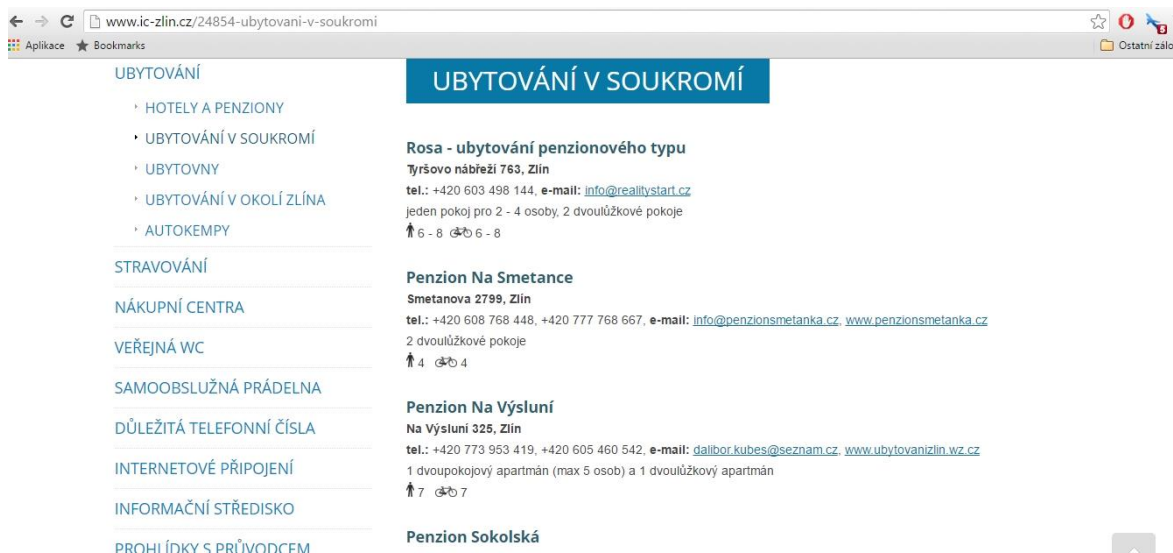 www.ic-zlin.cz/24854-ubytovani-v-soukromi
Aplikace Bookmarks Ostatní zálo
UBYTOVÁNÍ
HOTELY A PENZIONY
UBYTOVÁNÍ V SOUKROMÍ
UBYTOVNY
UBYTOVÁNÍ V OKOLÍ ZLÍNA
AUTOKEMPY
STRAVOVÁNÍ
NÁKUPNÍ CENTRA
VEŘEJNÁ WC
SAMOOBSLUŽNÁ PRÁDELNA
DŮLEŽITÁ TELEFONNÍ ČÍSLA
INTERNETOVÉ PŘIPOJENÍ
INFORMAČNÍ STŘEDISKO
PROHLÍDKY S PRŮVODCEM
UBYTOVÁNÍ V SOUKROMÍ
Rosa - ubytování penzionového typu
Tyršovo nábřeží 763, Zlín
tel.: +420 603 498 144, e-mail: info@realitystart.cz
jeden pokoj pro 2 - 4 osoby, 2 dvoulůžkové pokoje
6 - 8 6 - 8
Penzion Na Smetance
Smetanova 2799, Zlín
tel.: +420 608 768 448, +420 777 768 667, e-mail: info@penzionsmetanka.cz, www.penzionsmetanka.cz
2 dvoulůžkové pokoje
4 4
Penzion Na Výsluní
Na Výsluní 325, Zlín
tel.: +420 773 953 419, +420 605 460 542, e-mail: dalibor.kubes@seznam.cz, www.ubytovanizlin.wz.cz
1 dvoupokojový apartmán (max 5 osob) a 1 dvoulůžkový apartmán
7 7
Penzion Sokolská